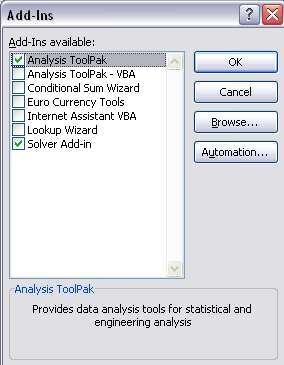 Add-Ins
Add-Ins available:
Analysis ToolPak
Analysis ToolPak - VBA
Conditional Sum Wizard
Euro Currency Tools
Internet Assistant VBA
Lookup Wizard
Solver Add-in
OK
Cancel
Browse...
Automation...
Analysis ToolPak
Provides data analysis tools for statistical and
engineering analysis